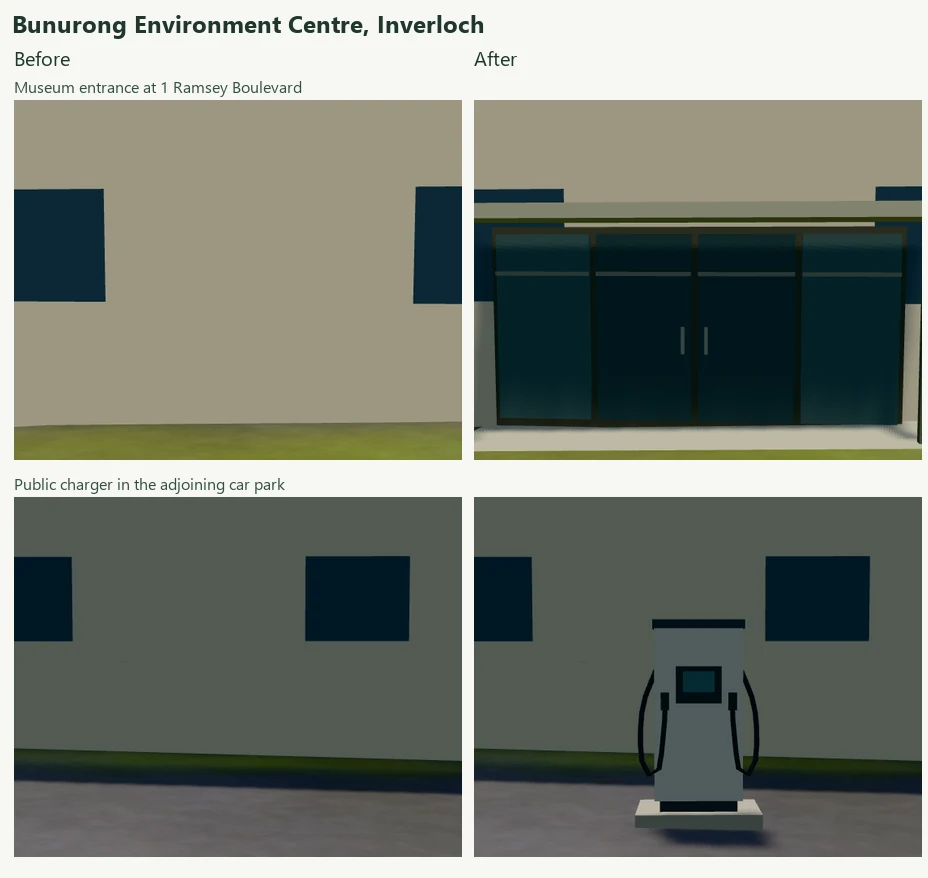 Bunurong Environment Centre, Inverloch
Before
After
Museum entrance at 1 Ramsey Boulevard
Public charger in the adjoining car park